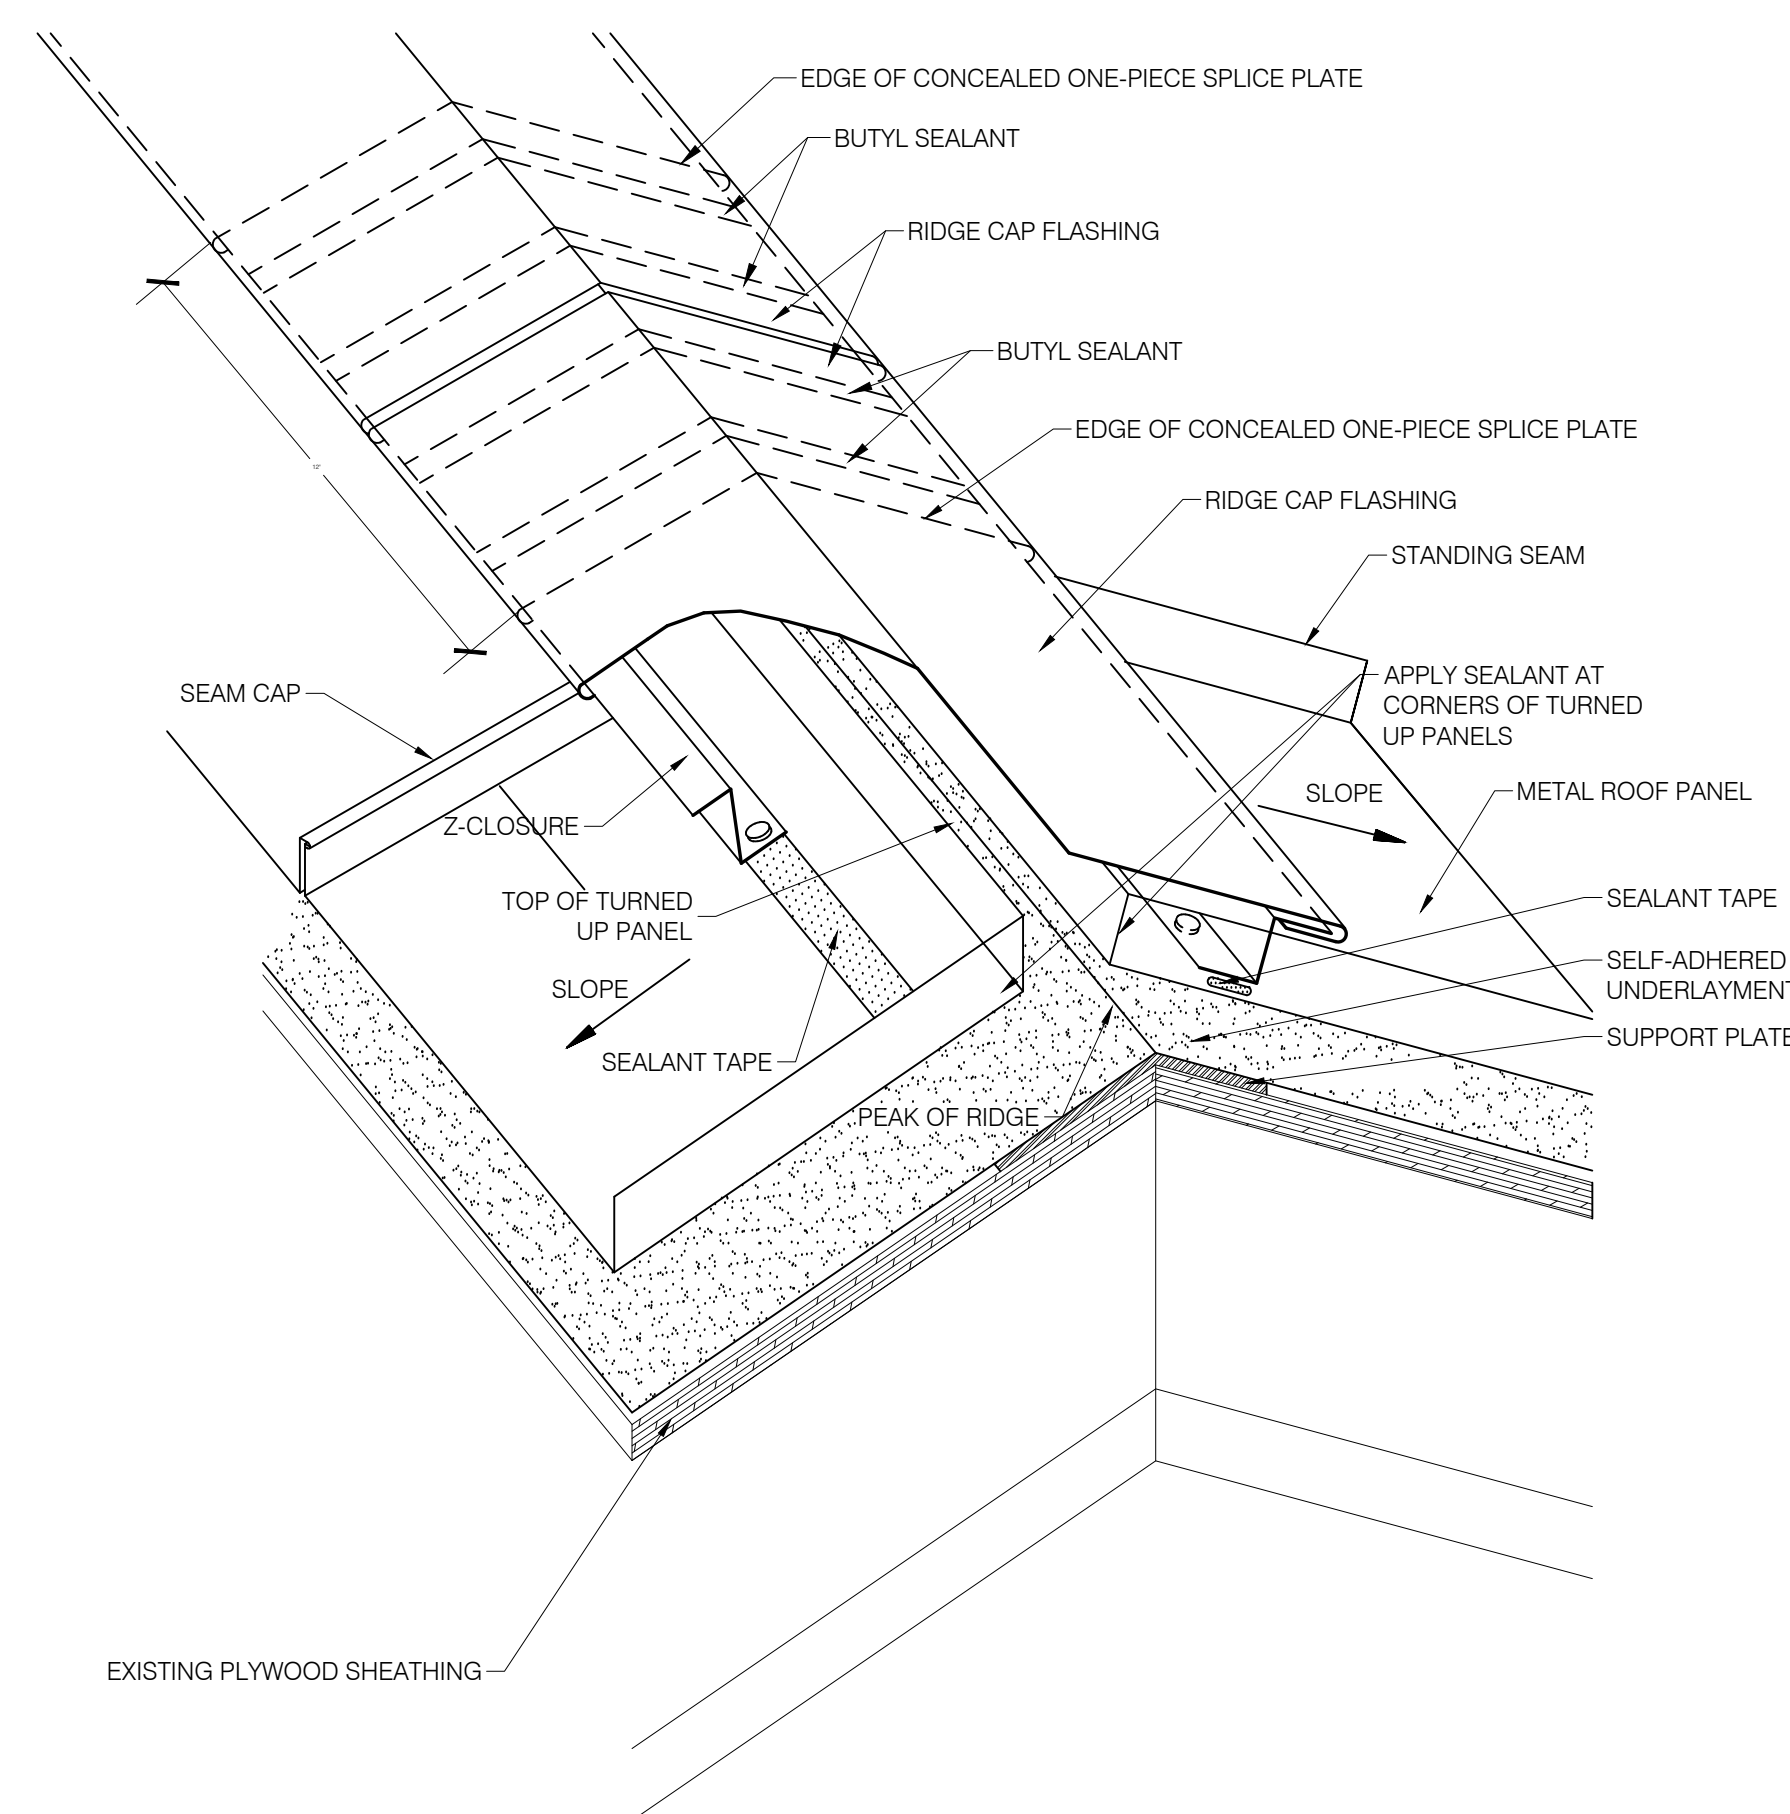 EDGE OF CONCEALED ONE-PIECE SPLICE PLATE
BUTYL SEALANT
RIDGE CAP FLASHING
BUTYL SEALANT
EDGE OF CONCEALED ONE-PIECE SPLICE PLATE
12"
RIDGE CAP FLASHING
STANDING SEAM
APPLY SEALANT AT
CORNERS OF TURNED
UP PANELS
SEAM CAP
SLOPE
METAL ROOF PANEL
Z-CLOSURE
TOP OF TURNED
UP PANEL
SEALANT TAPE
SELF-ADHERED
UNDERLAYMENT
SLOPE
SUPPORT PLATE
SEALANT TAPE
PEAK OF RIDGE
EXISTING PLYWOOD SHEATHING